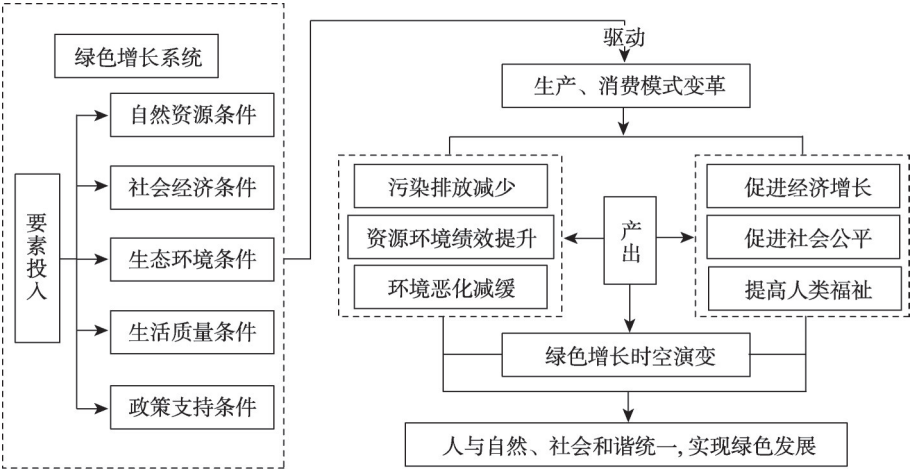 绿色增长系统
要素投入
自然资源条件
社会经济条件
生态环境条件
生活质量条件
政策支持条件
驱动
生产、消费模式变革
污染排放减少
资源环境绩效提升
环境恶化减缓
产出
促进经济增长
促进社会公平
提高人类福祉
绿色增长时空演变
人与自然、社会和谐统一,实现绿色发展